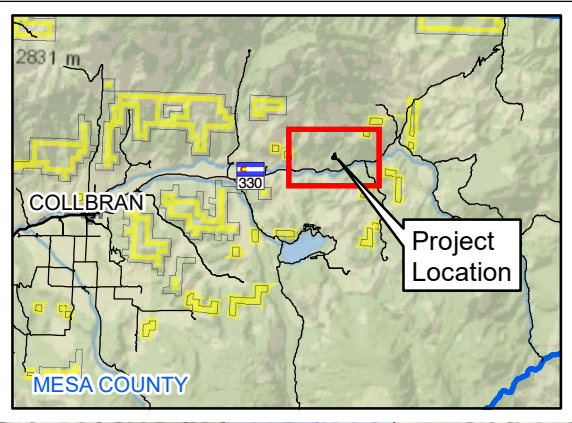 2831 m
330
COLLBRAN
Project
Location
MESA COUNTY